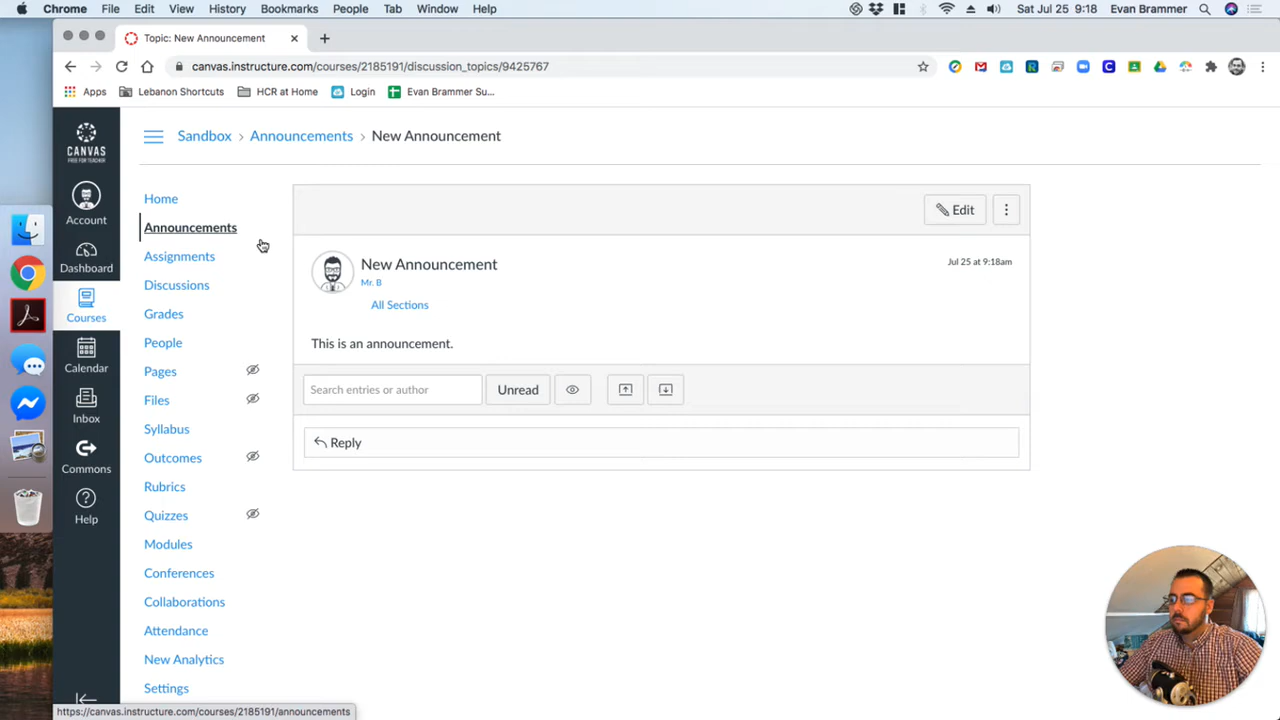 Chrome File Edit View History Bookmarks People Tab Window Help Sat Jul 25 9:18 Evan Brammer
Topic: New Announcement
canvas.instructure.com/courses/2185191/discussion_topics/9425767
Apps Lebanon Shortcuts HCR at Home Login Evan Brammer Su...
CANVAS
FREE FOR TEACHER
Account
Dashboard
Courses
Calendar
Inbox
Commons
Help
Sandbox > Announcements > New Announcement
Home
Announcements
Assignments
Discussions
Grades
People
Pages
Files
Syllabus
Outcomes
Rubrics
Quizzes
Modules
Conferences
Collaborations
Attendance
New Analytics
Settings
Edit
New Announcement
Jul 25 at 9:18am
Mr. B
All Sections
This is an announcement.
Search entries or author Unread
Reply
https://canvas.instructure.com/courses/2185191/announcements